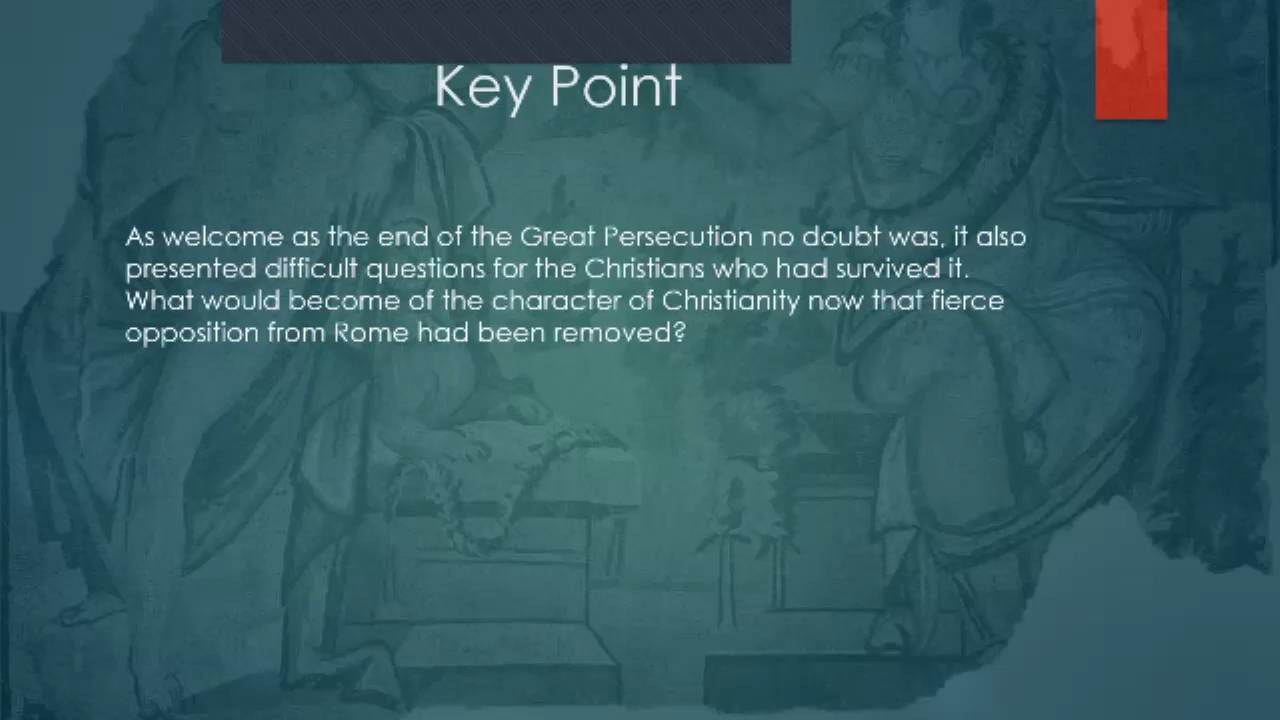 Key Point
As welcome as the end of the Great Persecution no doubt was, it also
presented difficult questions for the Christians who had survived it.
What would become of the character of Christianity now that fierce
opposition from Rome had been removed?